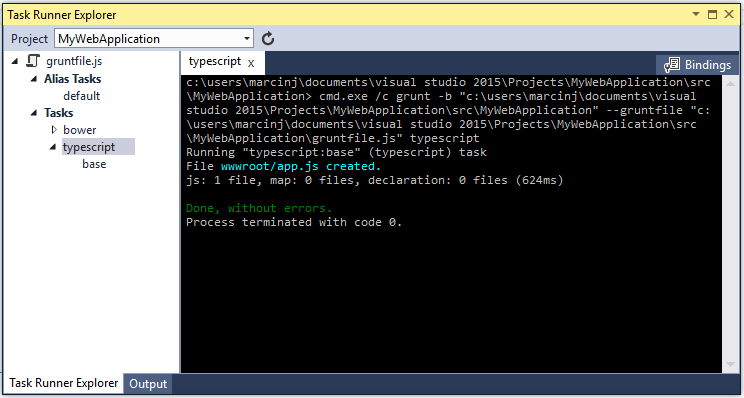 Task Runner Explorer
Project MyWebApplication
gruntfile.js
Alias Tasks
default
Tasks
bower
typescript
base
typescript x
Bindings
c:\users\marcinj\documents\visual studio 2015\Projects\MyWebApplication\src
\MyWebApplication> cmd.exe /c grunt -b "c:\users\marcinj\documents\visual
studio 2015\Projects\MyWebApplication\src\MyWebApplication" --gruntfile "c:
\users\marcinj\documents\visual studio 2015\Projects\MyWebApplication\src
\MyWebApplication\gruntfile.js" typescript
Running "typescript:base" (typescript) task
File wwwroot/app.js created.
js: 1 file, map: 0 files, declaration: 0 files (624ms)
Done, without errors.
Process terminated with code 0.
Task Runner Explorer Output